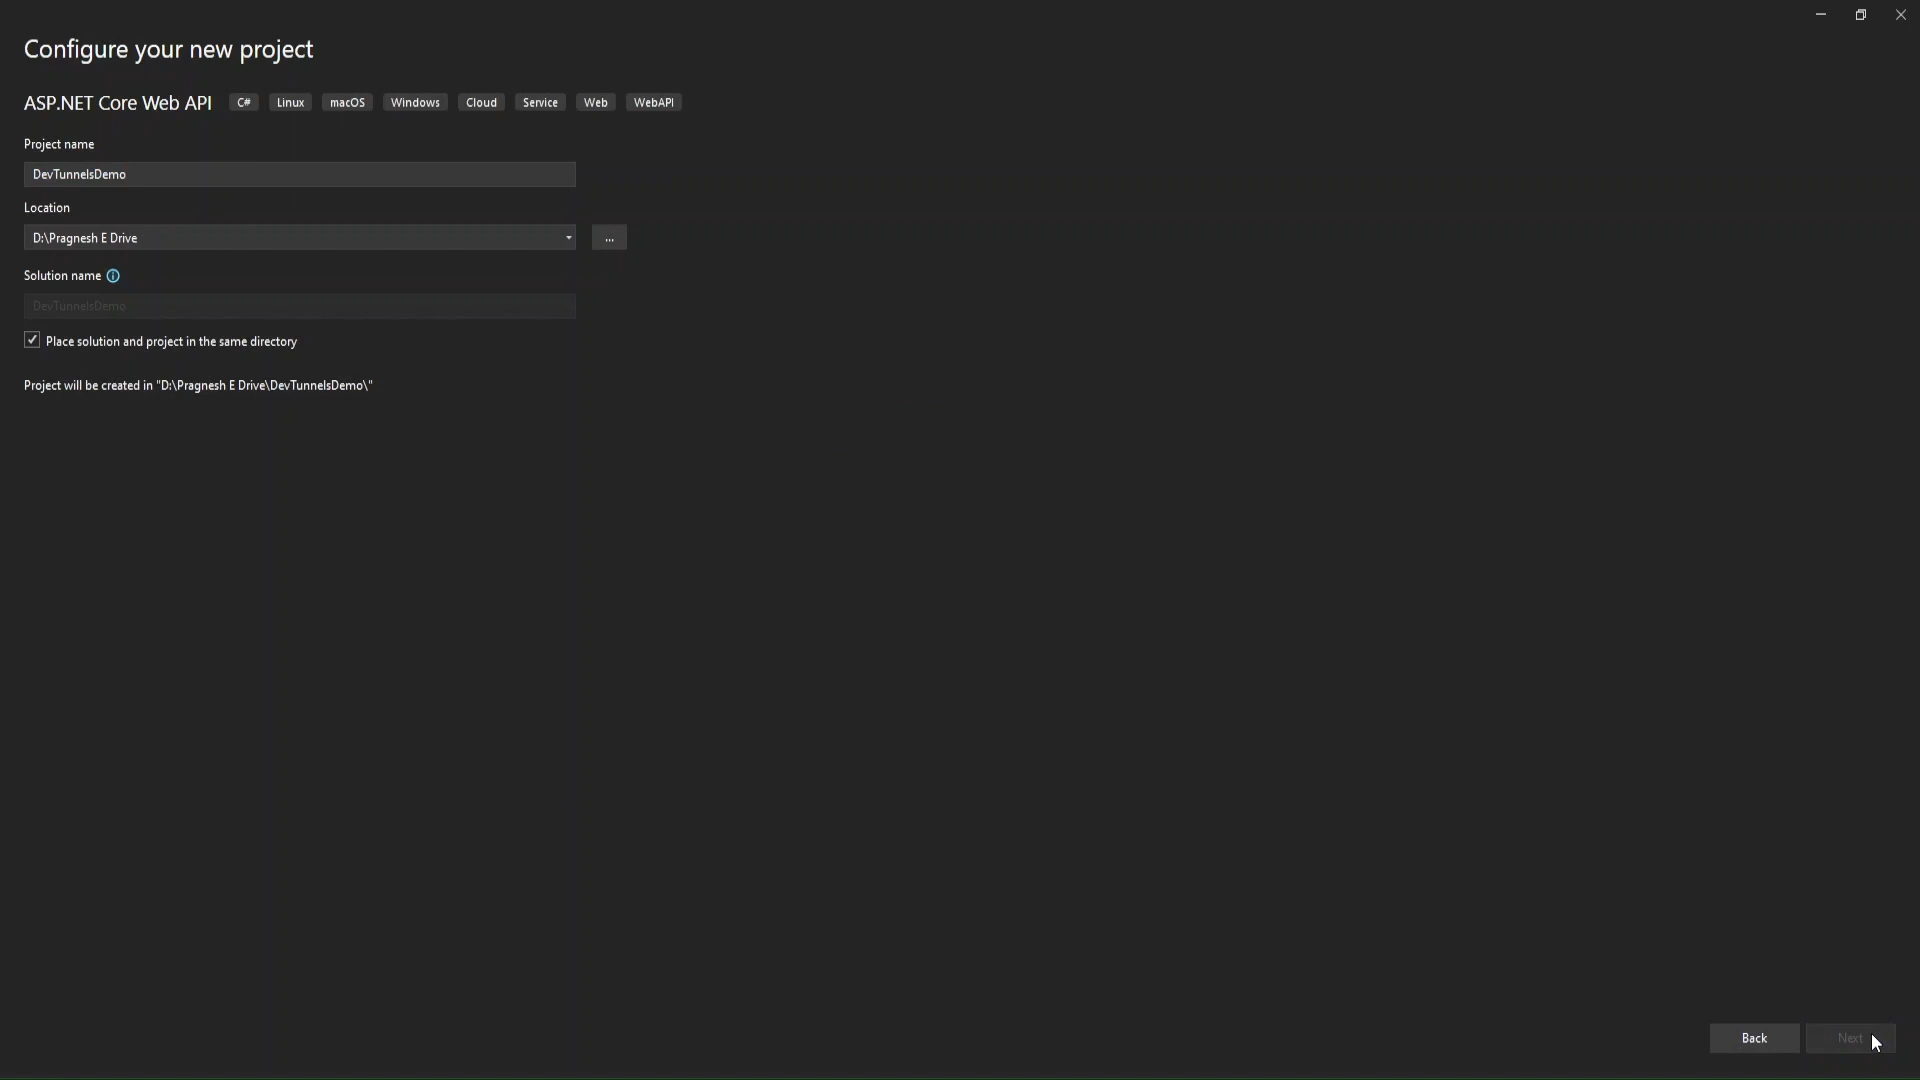 Configure your new project
ASP.NET Core Web API C# Linux macOS Windows Cloud Service Web WebAPI
Project name
DevTunnelsDemo
Location
D:\Pragnesh E Drive
...
Solution name
DevTunnelsDemo
Place solution and project in the same directory
Project will be created in "D:\Pragnesh E Drive\DevTunnelsDemo\"
Back Next